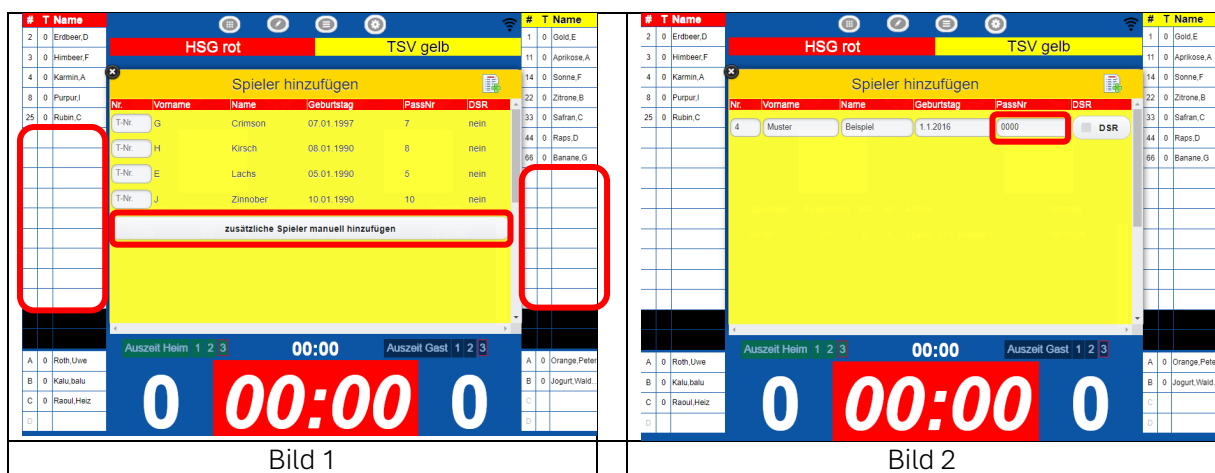 # T Name
2 0 Erdbeer,D
3 0 Himbeer,F
4 0 Karmin,A
8 0 Purpur,I
25 0 Rubin,C
A 0 Roth,Uwe
B 0 Kalu,balu
C 0 Raoul,Heiz
D
HSG rot TSV gelb
Spieler hinzufügen
Nr. Vorname Name Geburtstag PassNr DSR
T-Nr. G Crimson 07.01.1997 7 nein
T-Nr. H Kirsch 08.01.1990 8 nein
T-Nr. E Lachs 05.01.1990 5 nein
T-Nr. J Zinnober 10.01.1990 10 nein
zusätzliche Spieler manuell hinzufügen
Auszeit Heim 1 2 3 00:00 Auszeit Gast 1 2 3
0 00:00 0
# T Name
1 0 Gold,E
11 0 Aprikose,A
14 0 Sonne,F
22 0 Zitrone,B
33 0 Safran,C
44 0 Raps,D
66 0 Banane,G
A 0 Orange,Peter
B 0 Jogurt,Wald...
C
D
Bild 1
# T Name
2 0 Erdbeer,D
3 0 Himbeer,F
4 0 Karmin,A
8 0 Purpur,I
25 0 Rubin,C
A 0 Roth,Uwe
B 0 Kalu,balu
C 0 Raoul,Heiz
D
HSG rot TSV gelb
Spieler hinzufügen
Nr. Vorname Name Geburtstag PassNr DSR
4 Muster Beispiel 1.1.2016 0000 DSR
Auszeit Heim 1 2 3 00:00 Auszeit Gast 1 2 3
0 00:00 0
# T Name
1 0 Gold,E
11 0 Aprikose,A
14 0 Sonne,F
22 0 Zitrone,B
33 0 Safran,C
44 0 Raps,D
66 0 Banane,G
A 0 Orange,Pete
B 0 Jogurt,Wald.
C
D
Bild 2